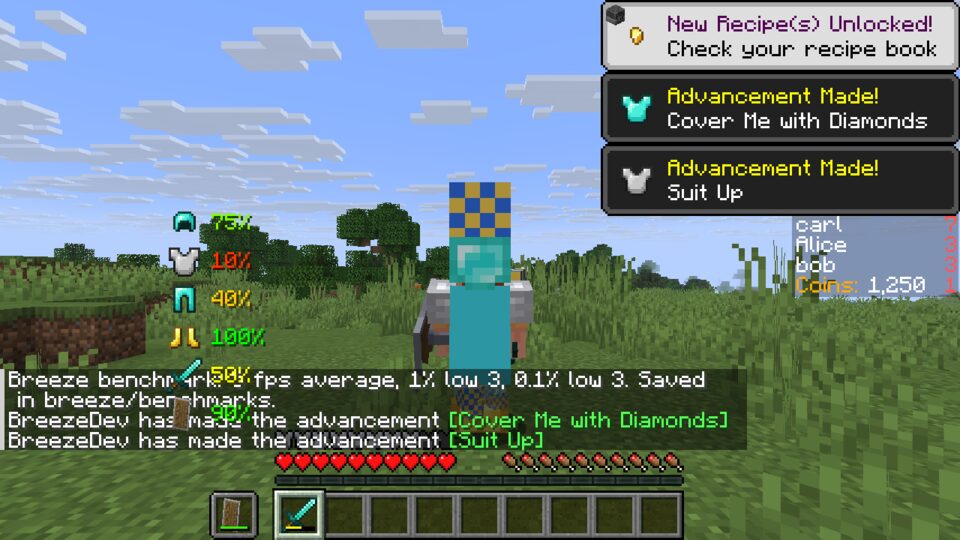 New Recipe(s) Unlocked!
Check your recipe book
Advancement Made!
Cover Me with Diamonds
Advancement Made!
Suit Up
carl 7
Alice 3
bob
Coins: 1,250 1
75%
10%
40%
100%
50%
90%
Breeze fps average, 1% low 3, 0.1% low 3. Saved
in breeze/benchmarks.
BreezeDev has made the advancement [Cover Me with Diamonds]
BreezeDev has made the advancement [Suit Up]